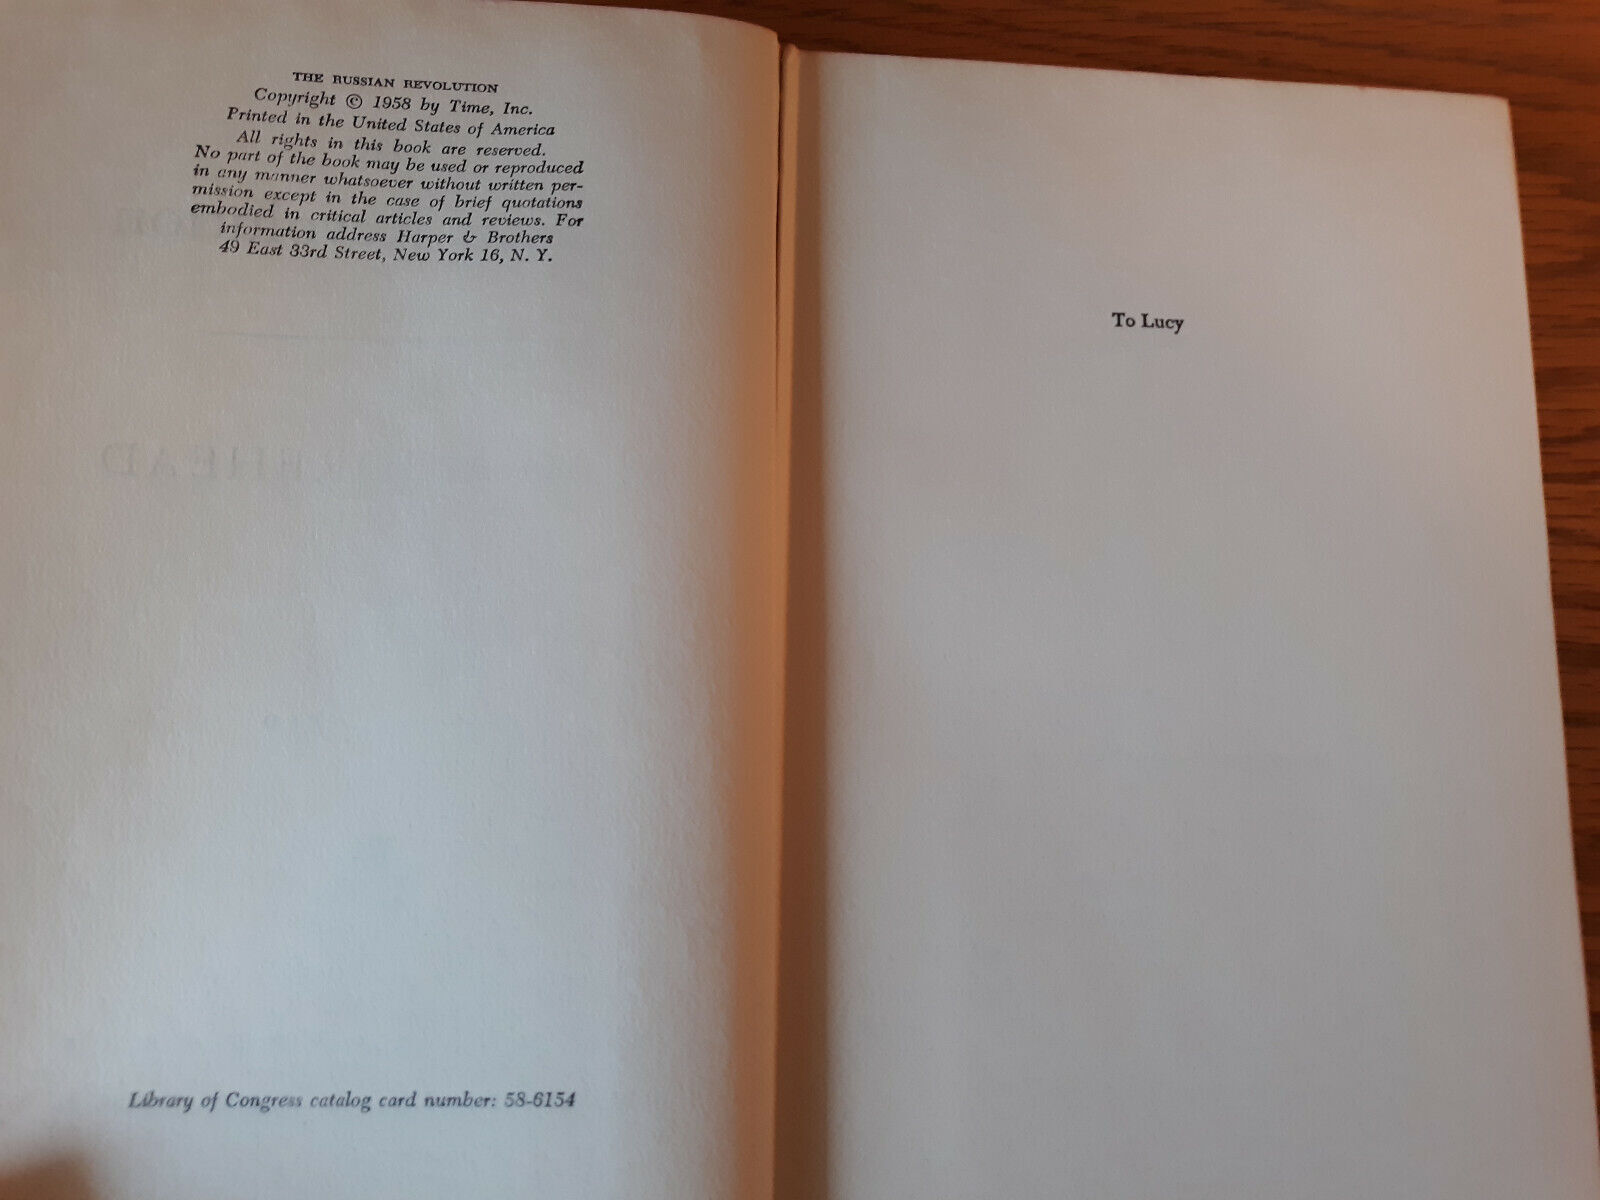 THE RUSSIAN REVOLUTION
Copyright © 1958 by Time, Inc.
Printed in the United States of America
All rights in this book are reserved.
No part of the book may be used or reproduced
in any manner whatsoever without written per-
mission except in the case of brief quotations
embodied in critical articles and reviews. For
information address Harper & Brothers
49 East 33rd Street, New York 16, N. Y.
Library of Congress catalog card number: 58-6154
To Lucy